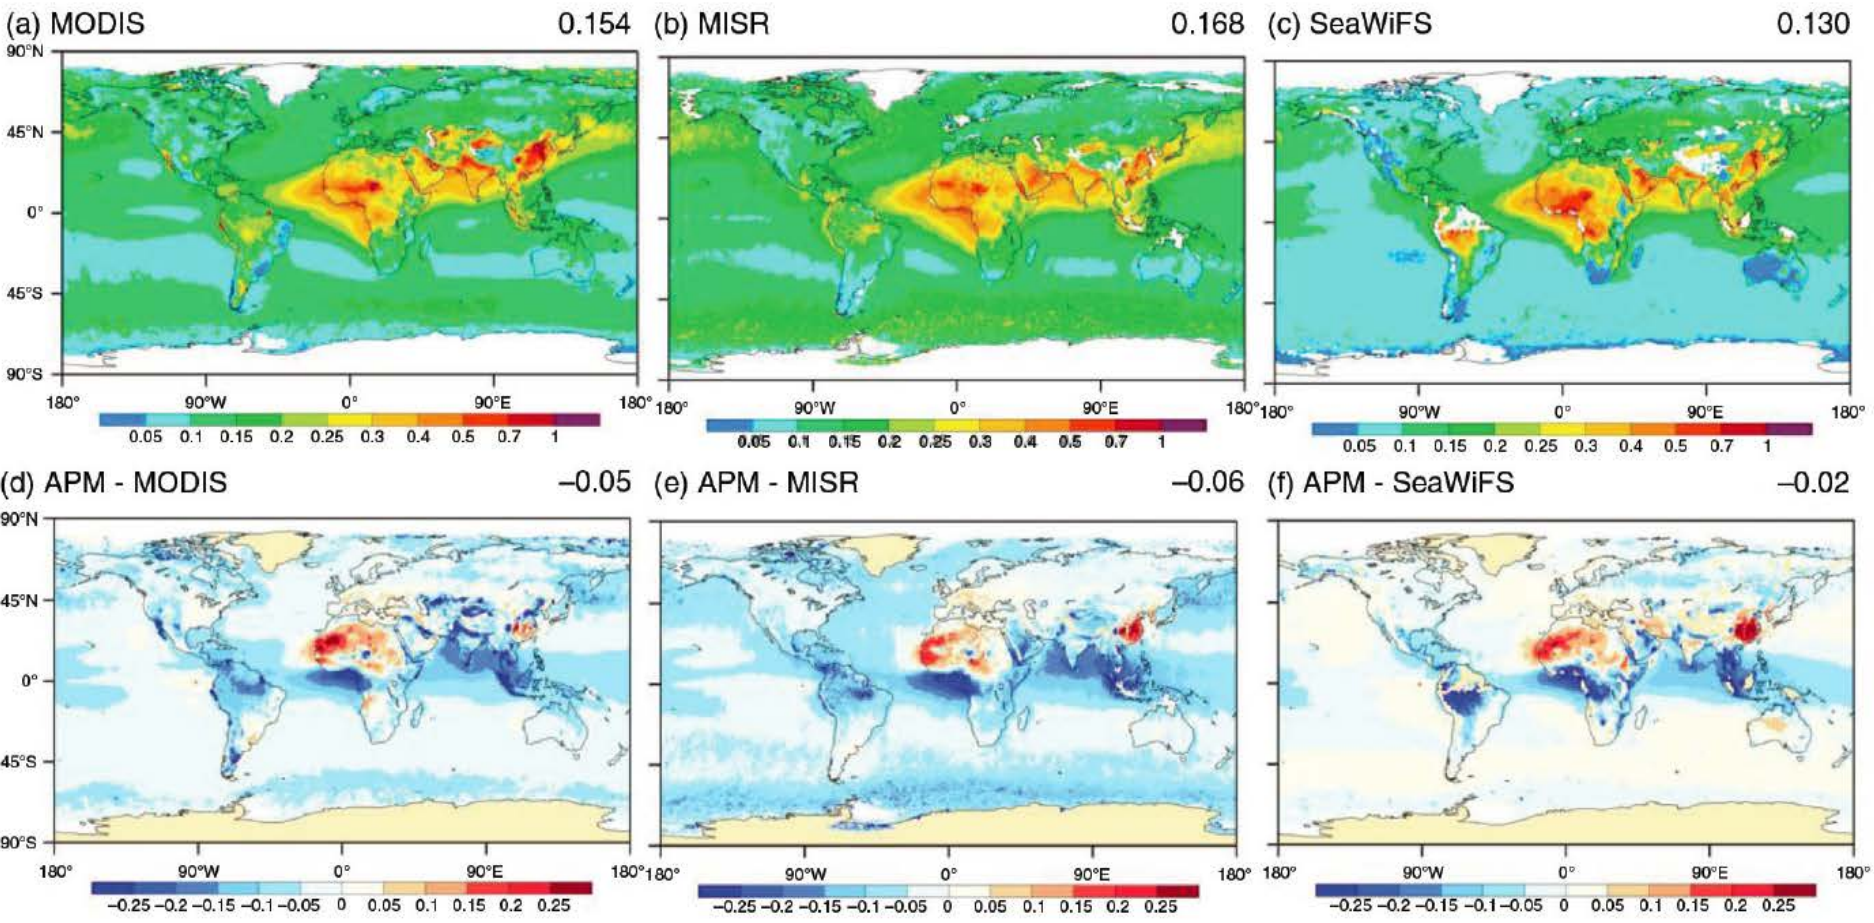 (a) MODIS 0.154 (b) MISR 0.168 (c) SeaWiFS 0.130
90°N
45°N
0°
45°S
90°S
180° 90°W 0° 90°E 180° 180° 90°W 0° 90°E 180° 180° 90°W 0° 90°E 180°
0.05 0.1 0.15 0.2 0.25 0.3 0.4 0.5 0.7 1 0.05 0.1 0.15 0.2 0.25 0.3 0.4 0.5 0.7 1 0.05 0.1 0.15 0.2 0.25 0.3 0.4 0.5 0.7 1
(d) APM - MODIS –0.05 (e) APM - MISR –0.06 (f) APM - SeaWiFS –0.02
90°N
45°N
0°
45°S
90°S
180° 90°W 0° 90°E 180° 180° 90°W 0° 90°E 180° 180° 90°W 0° 90°E 180°
–0.25 –0.2 –0.15 –0.1 –0.05 0 0.05 0.1 0.15 0.2 0.25 –0.25 –0.2 –0.15 –0.1 –0.05 0 0.05 0.1 0.15 0.2 0.25 –0.25 –0.2 –0.15 –0.1 –0.05 0 0.05 0.1 0.15 0.2 0.25